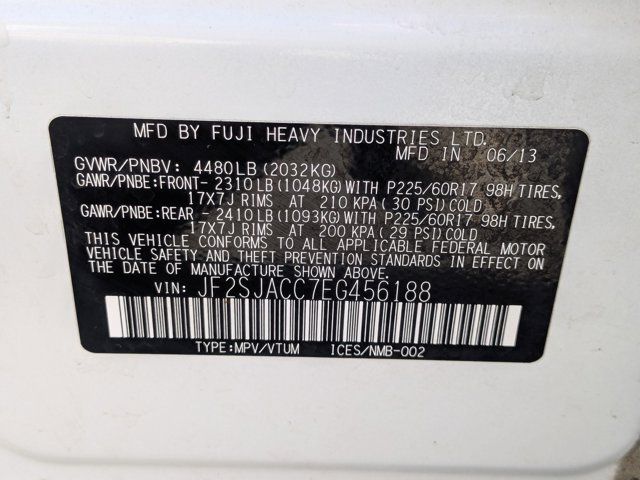 MFD BY FUJI HEAVY INDUSTRIES LTD.
MFD IN 06/13
GVWR/PNBV: 4480LB(2032KG)
GAWR/PNBE:FRONT- 2310LB(1048KG)WITH P225/60R17 98H TIRES,
17X7J RIMS AT 210 KPA( 30 PSI)COLD
GAWR/PNBE:REAR - 2410LB(1093KG)WITH P225/60R17 98H TIRES,
17X7J RIMS AT 200 KPA( 29 PSI)COLD
THIS VEHICLE CONFORMS TO ALL APPLICABLE FEDERAL MOTOR
VEHICLE SAFETY AND THEFT PREVENTION STANDARDS IN EFFECT
ON THE DATE OF MANUFACTURE SHOWN ABOVE.
VIN: JF2SJACC7EG456188
TYPE:MPV/VTUM ICES/NMB-002